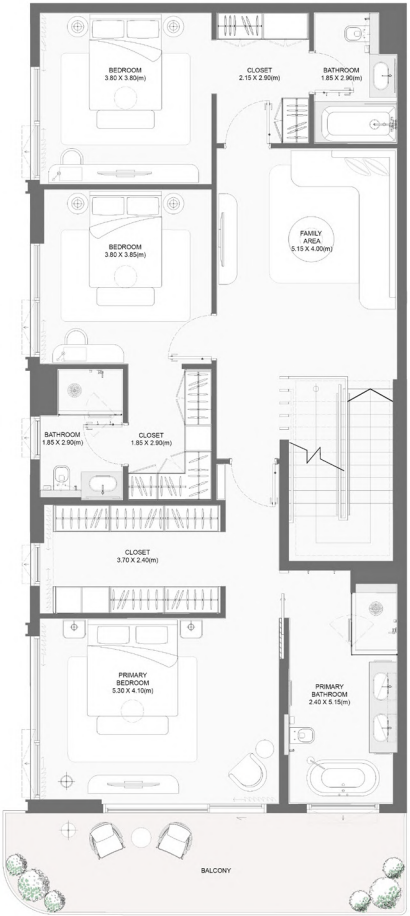 BEDROOM
3.80 X 3.80(m)
CLOSET
2.15 X 2.90(m)
BATHROOM
1.85 X 2.90(m)
BEDROOM
3.80 X 3.85(m)
FAMILY
AREA
5.15 X 4.00(m)
BATHROOM
1.85 X 2.90(m)
CLOSET
1.85 X 2.90(m)
CLOSET
3.70 X 2.40(m)
PRIMARY
BEDROOM
5.30 X 4.10(m)
PRIMARY
BATHROOM
2.40 X 5.15(m)
BALCONY